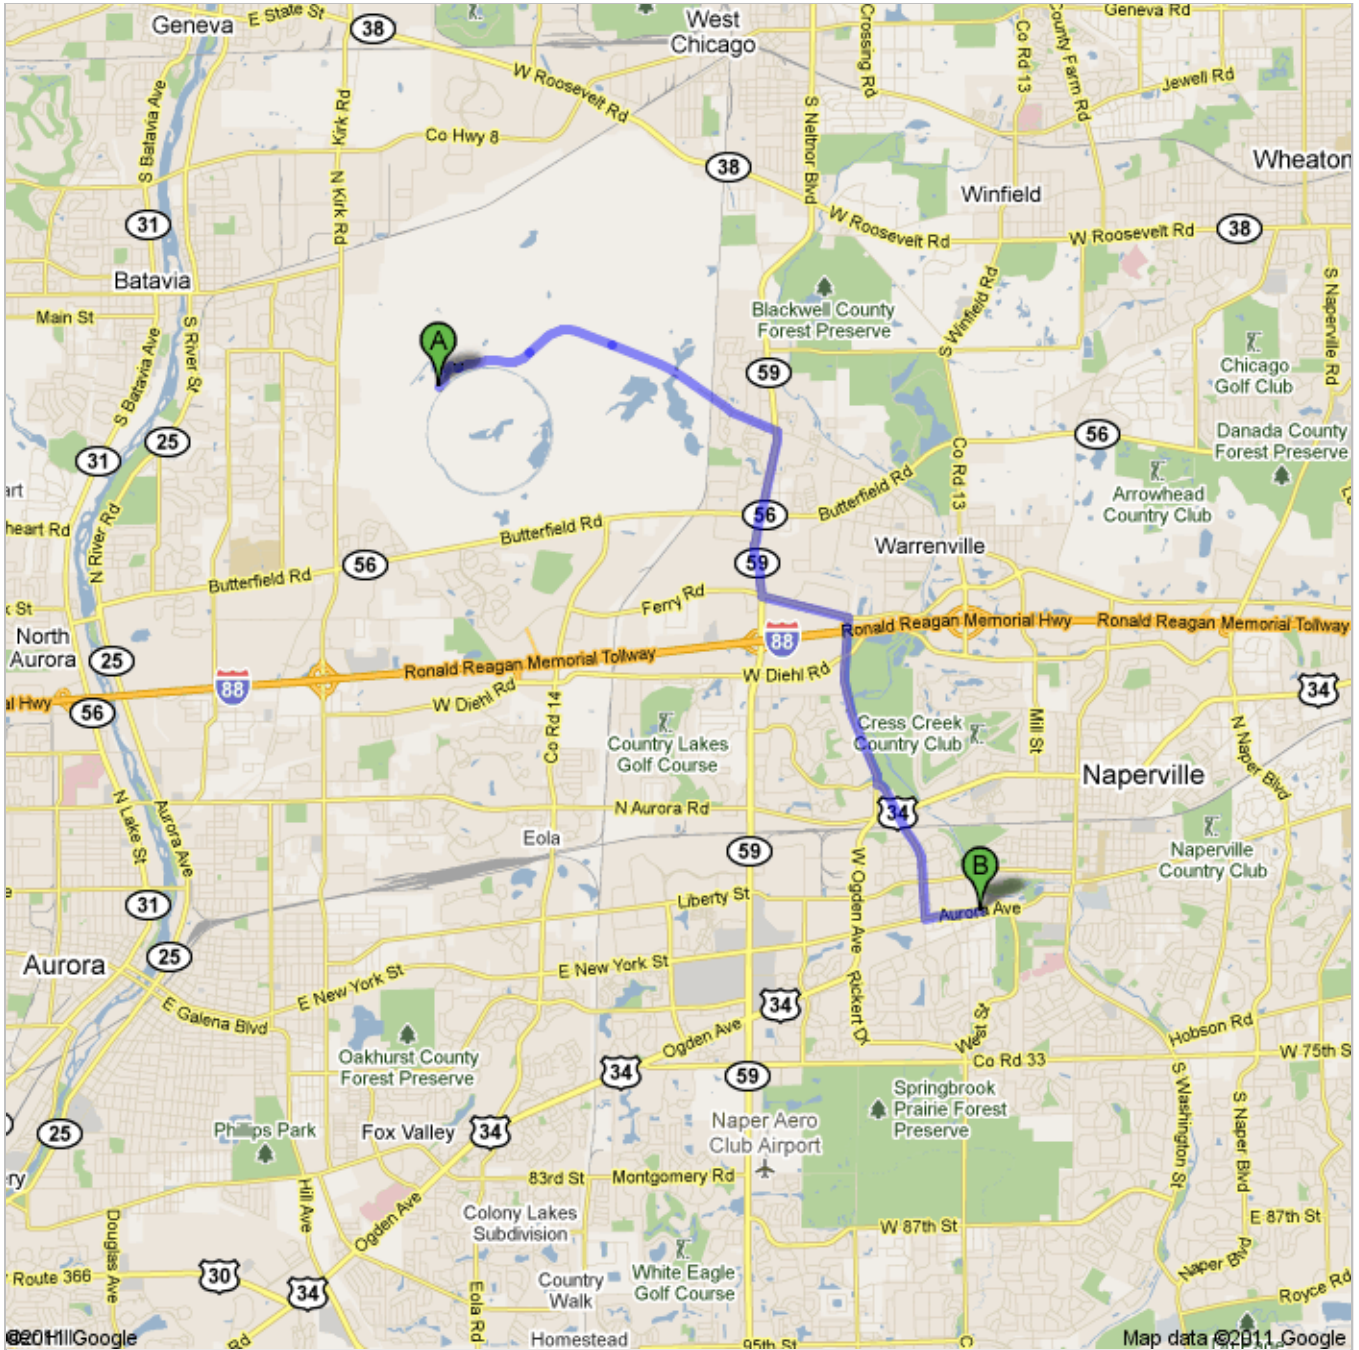 Geneva
E State St
38
West
Chicago
Geneva Rd
Crossing Rd
Co Rd 13
County Farm Rd
Jewell Rd
S Batavia Ave
N Kirk Rd
W Roosevelt Rd
Co Hwy 8
S Neltnor Blvd
38
Wheaton
Winfield
N Kirk Rd
31
W Roosevelt Rd
W Roosevelt Rd
38
Batavia
Main St
S River St
S Batavia Ave
Blackwell County
Forest Preserve
S Winfield Rd
S Naperville Rd
A
59
Chicago
Golf Club
31
25
56
Danada County
Forest Preserve
Co Rd 13
art
Arrowhead
Country Club
heart Rd
N River Rd
Butterfield Rd
56
Butterfield Rd
Warrenville
59
56
Butterfield Rd
Ferry Rd
St
North
Aurora
25
88
Ronald Reagan Memorial Hwy
Ronald Reagan Memorial Tollway
Ronald Reagan Memorial Tollway
88
W Diehl Rd
W Diehl Rd
al Hwy
56
34
Co Rd 14
Country Lakes
Golf Course
Cress Creek
Country Club
Mill St
N Naper Blvd
Naperville
N Lake St
Aurora Ave
N Aurora Rd
34
Eola
59
Naperville
Country Club
W Ogden Ave
B
Liberty St
Aurora Ave
31
25
Aurora
E New York St
E New York St
E Galena Blvd
34
Rickert Dr
West St
Hobson Rd
Ogden Ave
Oakhurst County
Forest Preserve
34
59
Co Rd 33
W 75th S
Springbrook
Prairie Forest
Preserve
S Washington St
S Naper Blvd
25
Phillips Park
Fox Valley
34
Naper Aero
Club Airport
ry
83rd St
Montgomery Rd
Hill Ave
Ogden Ave
Colony Lakes
Subdivision
W 87th St
E 87th St
Douglas Ave
Naper Blvd
Route 366
30
34
Eola Rd
Country
Walk
White Eagle
Golf Course
Royce Rd
Rd
Homestead
95th St
Google
Map data ©2011 Google